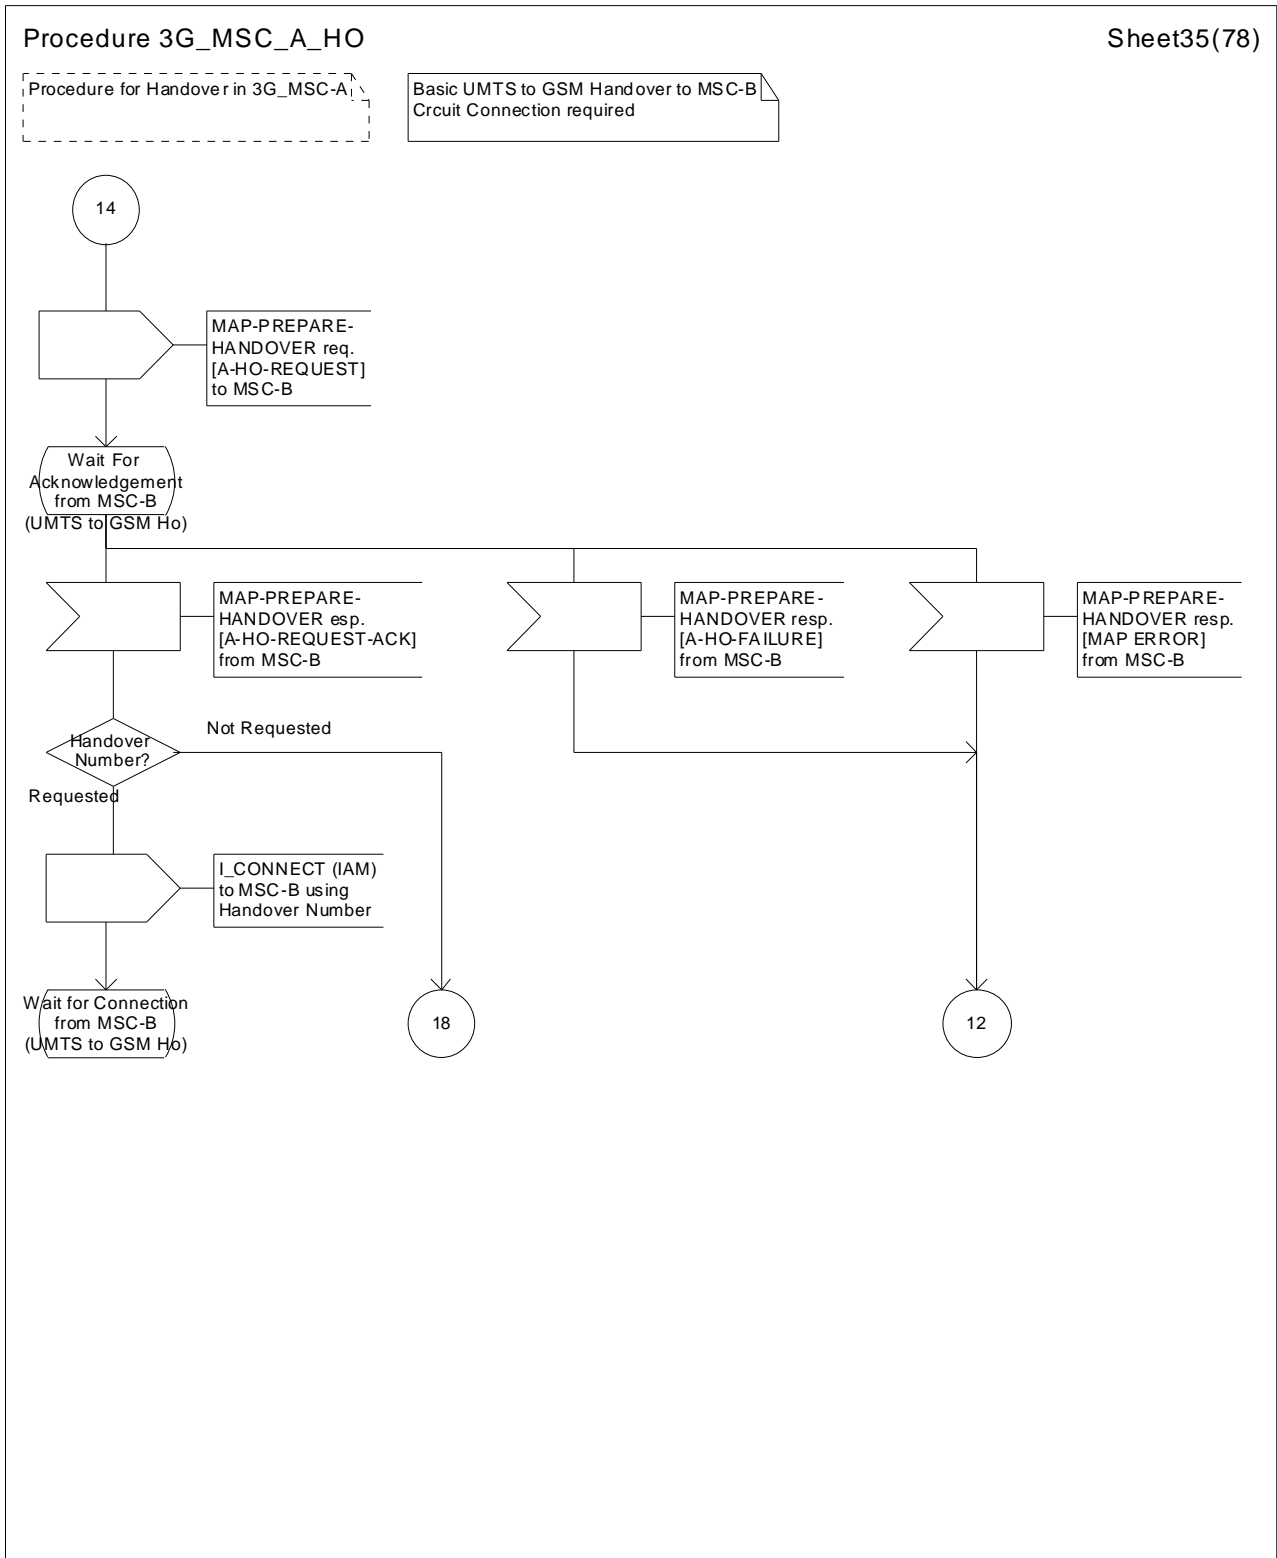 Procedure 3G_MSC_A_HO
Sheet35(78)
Procedure for Handover in 3G_MSC-A
Basic UMTS to GSM Handover to MSC-B
Crcuit Connection required
14
MAP-PREPARE-
HANDOVER req.
[A-HO-REQUEST]
to MSC-B
Wait For
Acknowledgement
from MSC-B
(UMTS to GSM Ho)
MAP-PREPARE-
HANDOVER esp.
[A-HO-REQUEST-ACK]
from MSC-B
MAP-PREPARE-
HANDOVER resp.
[A-HO-FAILURE]
from MSC-B
MAP-PREPARE-
HANDOVER resp.
[MAP ERROR]
from MSC-B
Not Requested
Handover
Number?
Requested
I_CONNECT (IAM)
to MSC-B using
Handover Number
Wait for Connection
from MSC-B
(UMTS to GSM Ho)
18
12